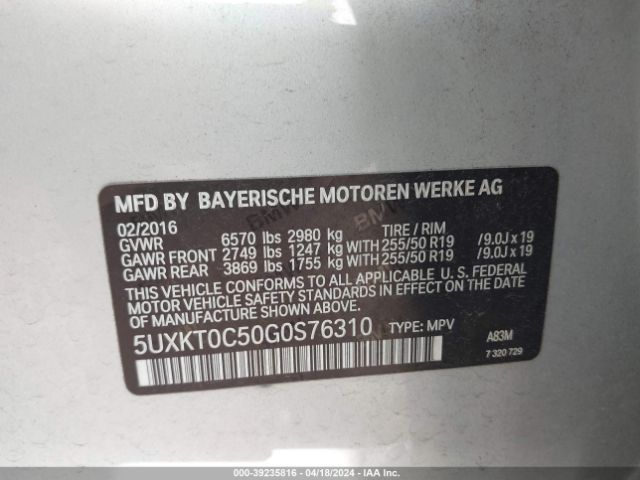 MFD BY BAYERISCHE MOTOREN WERKE AG
02/2016 TIRE / RIM
GVWR 6570 lbs 2980 kg
GAWR FRONT 2749 lbs 1247 kg WITH 255/50 R19 /9.0J x 19
GAWR REAR 3869 lbs 1755 kg WITH 255/50 R19 /9.0J x 19
THIS VEHICLE CONFORMS TO ALL APPLICABLE U. S. FEDERAL
MOTOR VEHICLE SAFETY STANDARDS IN EFFECT ON THE DATE
OF MANUFACTURE SHOWN ABOVE.
5UXKT0C50G0S76310 TYPE: MPV A83M
7 320 729
000-39235816 - 04/18/2024 - IAA Inc.